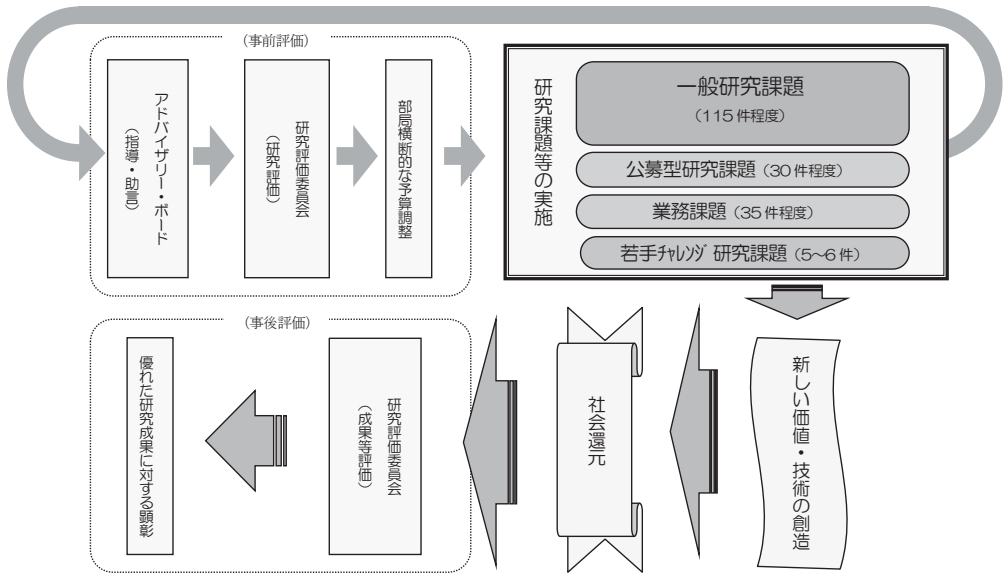 (事前評価)
アドバイザリー・ボード
(指導・助言)
研究評価委員会
(研究評価)
部局横断的な予算調整
研究課題等の実施
一般研究課題
(115件程度)
公募型研究課題(30件程度)
業務課題(35件程度)
若手チャレンジ研究課題(5~6件)
新しい価値・技術の創造
社会還元
(事後評価)
研究評価委員会
(成果等評価)
優れた研究成果に対する顕彰